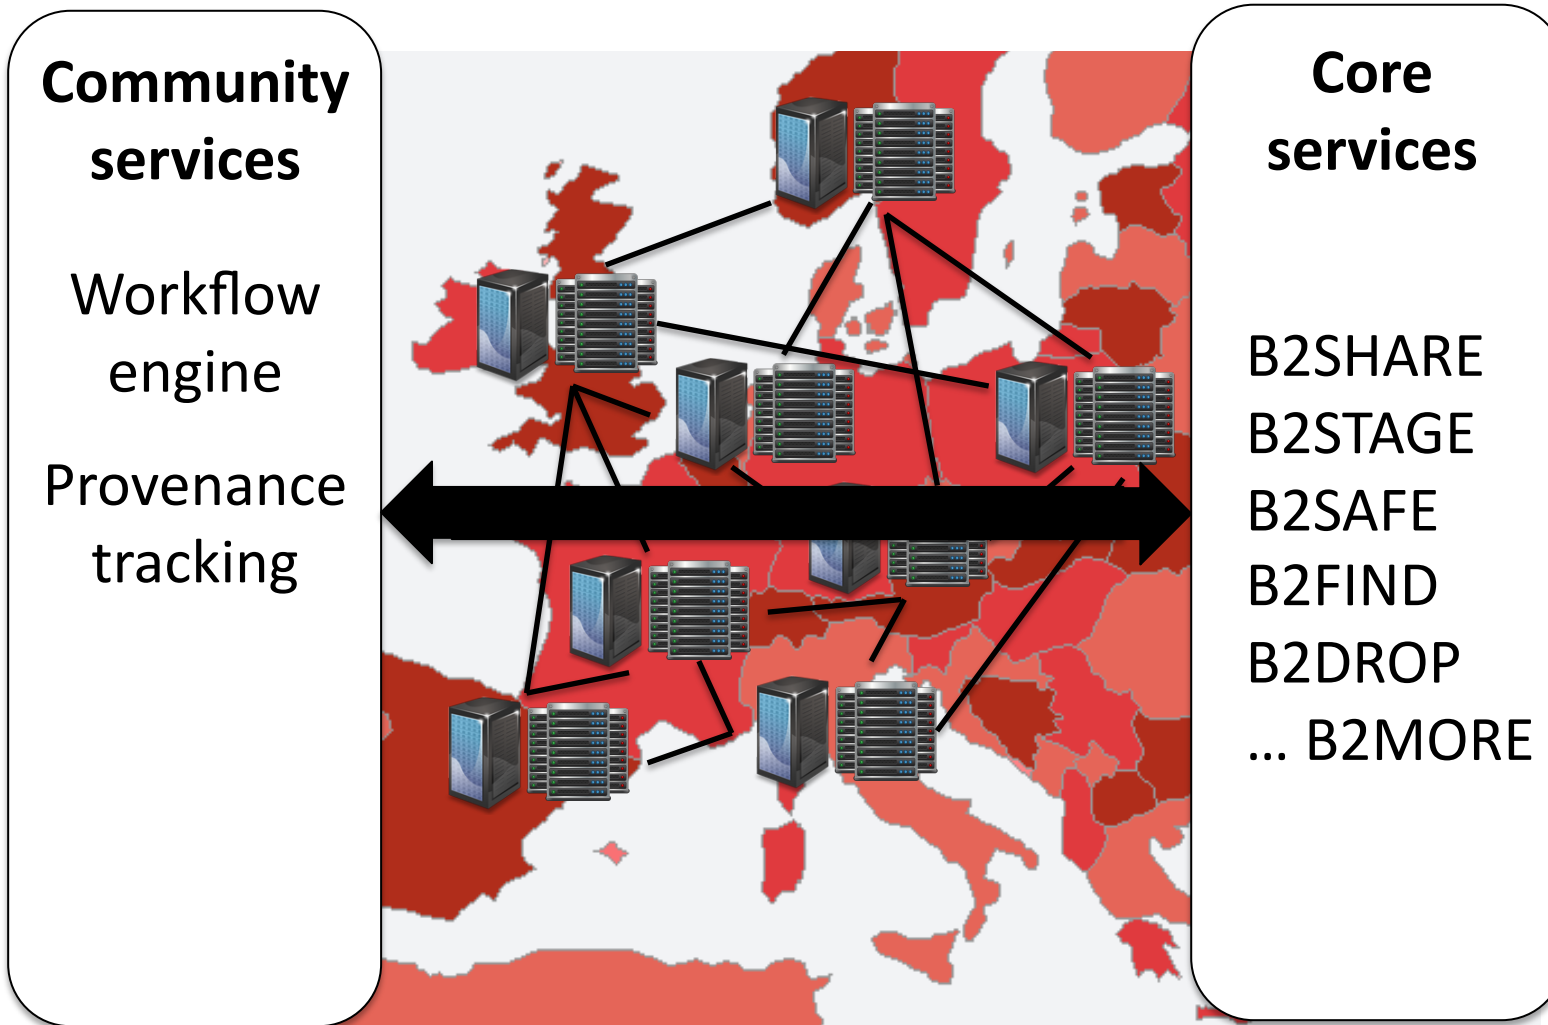 Community
services
Workflow
engine
Provenance
tracking
Core
services
B2SHARE
B2STAGE
B2SAFE
B2FIND
B2DROP
... B2MORE